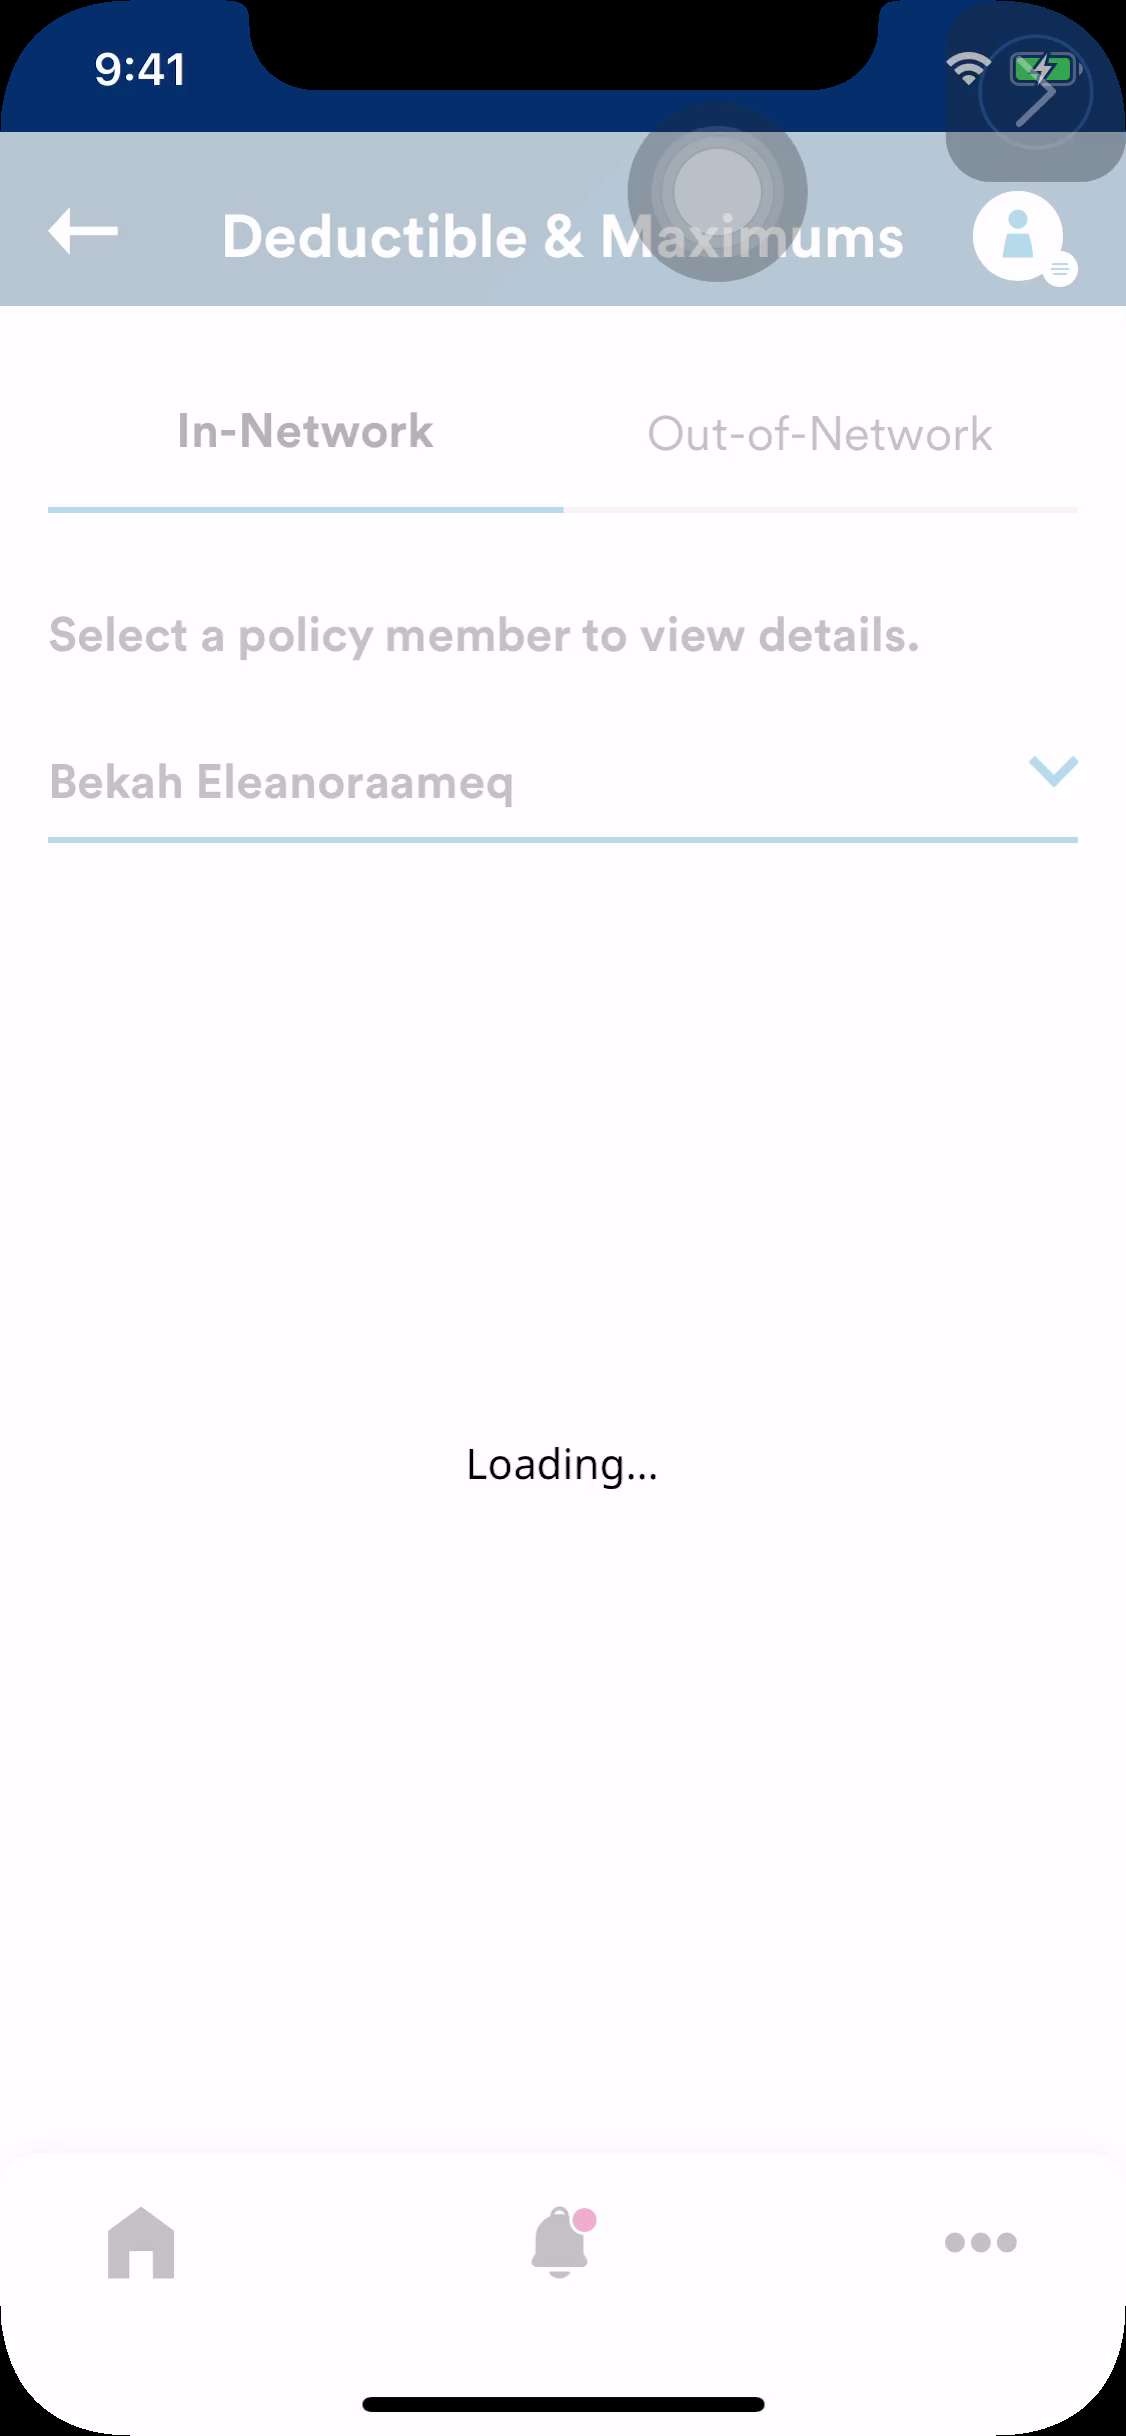 9:41
Deductible & Maximums
In-Network
Out-of-Network
Select a policy member to view details.
Bekah Eleanoraameq
Loading...